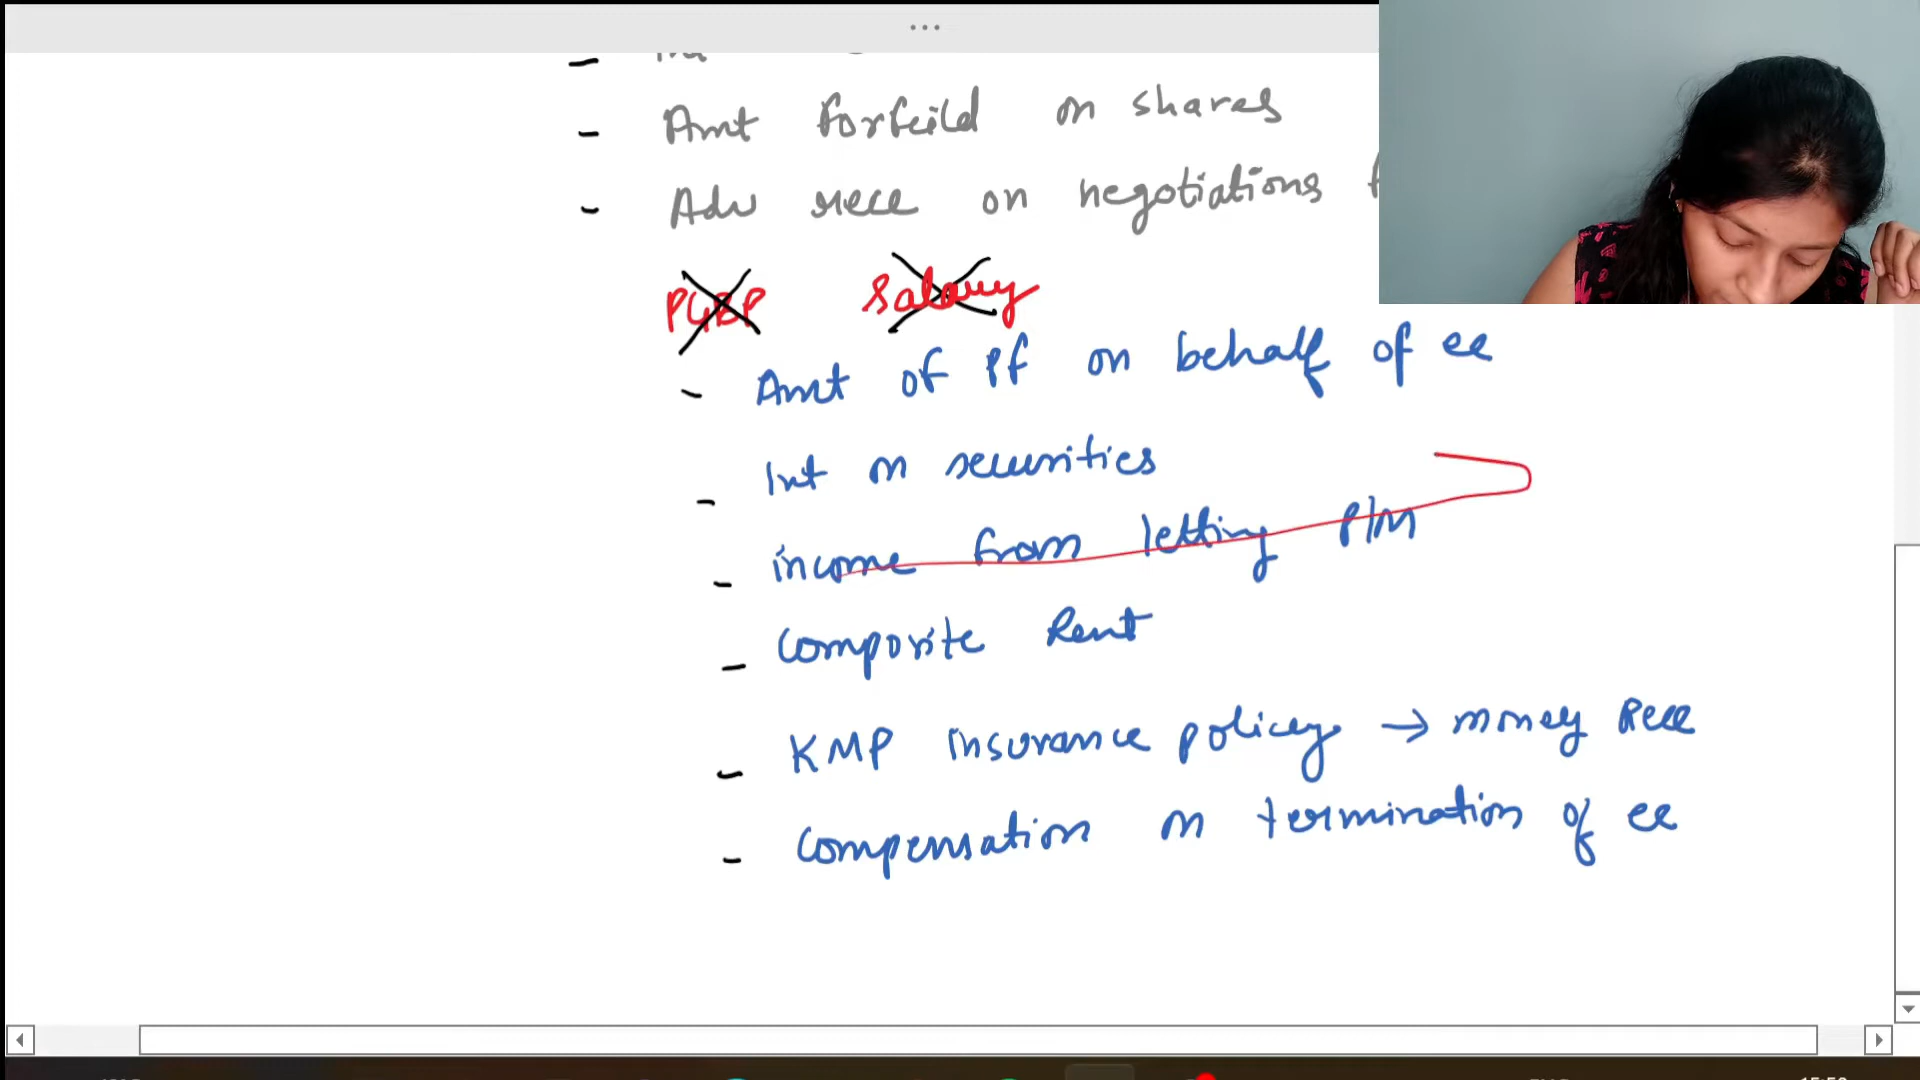 - Amt forfeild on shares
- Adv rece on negotiations
PGBP Salary
- Amt of Pf on behalf of ee
- Int on securities
- income from letting P/M
- Composite Rent
- KMP insurance policy → money Rece
- Compensation on termination of ee